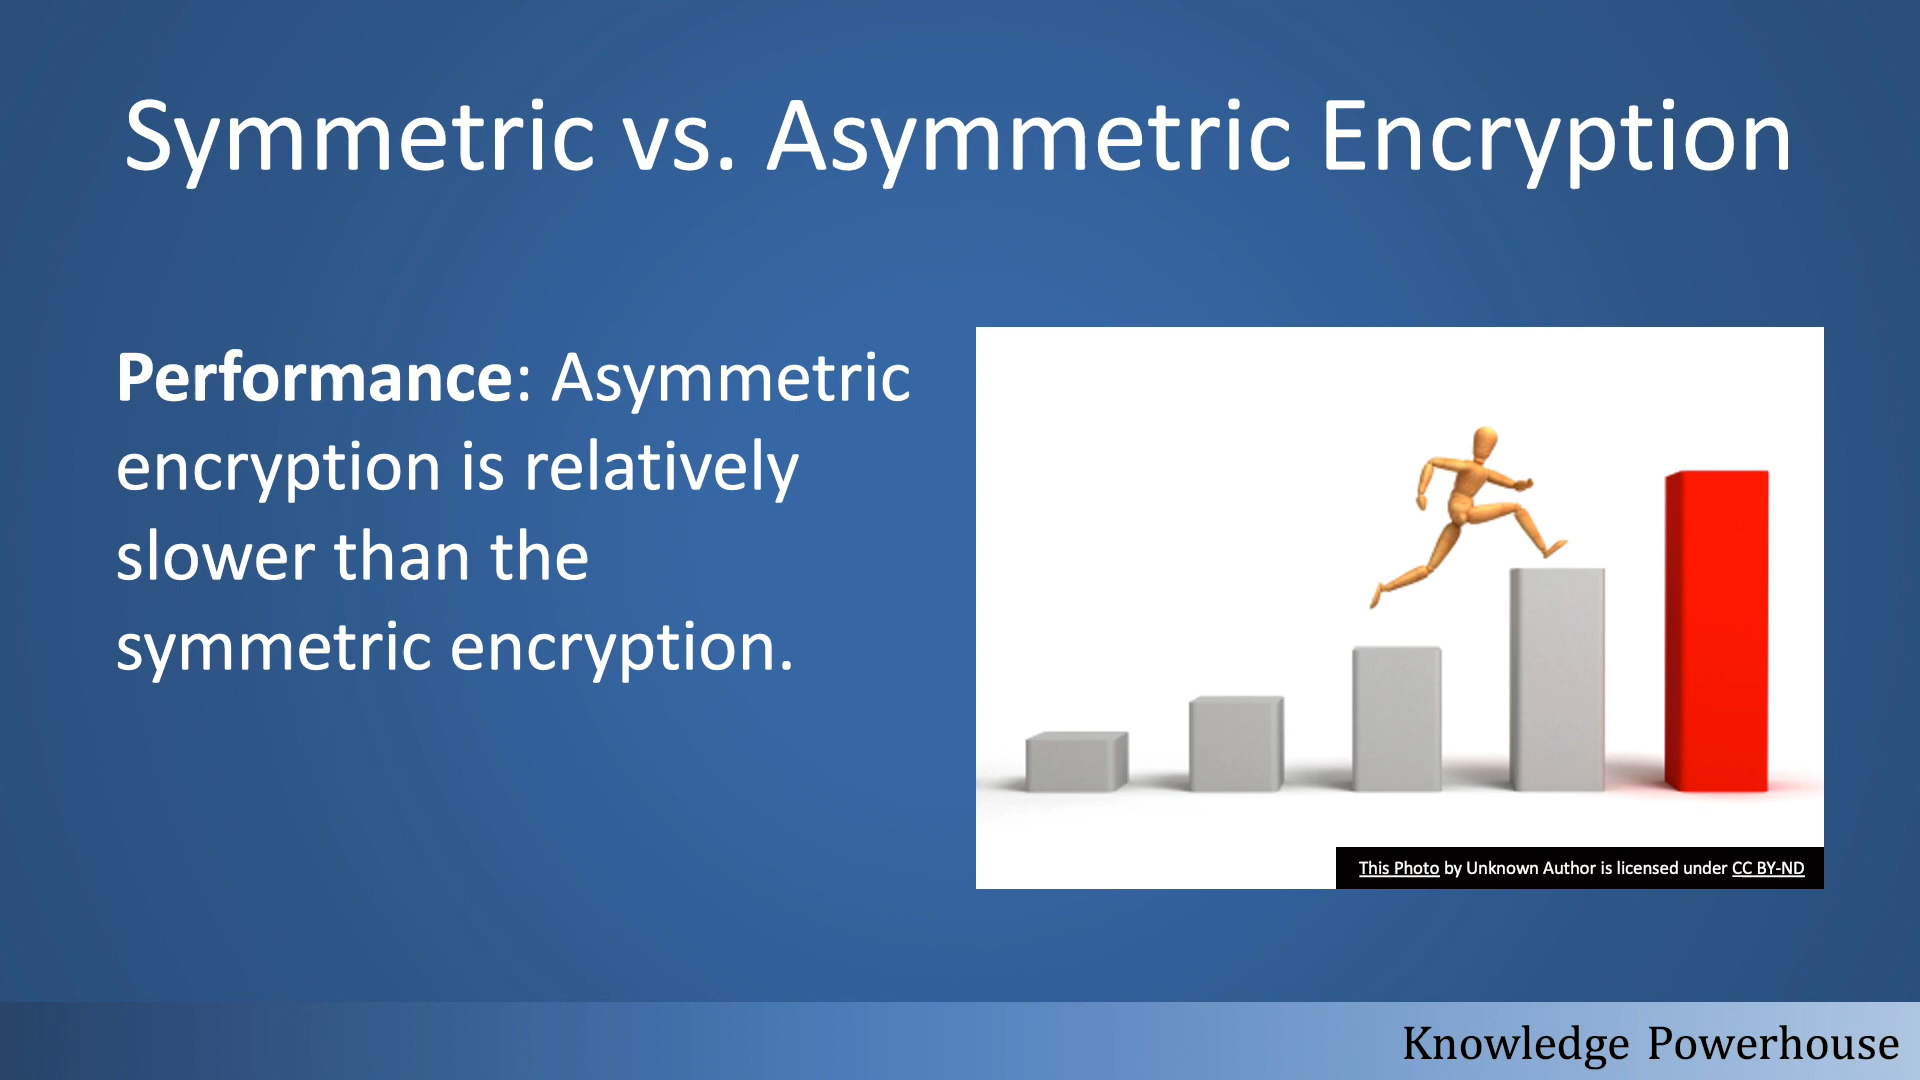 Symmetric vs. Asymmetric Encryption
Performance: Asymmetric
encryption is relatively
slower than the
symmetric encryption.
This Photo by Unknown Author is licensed under CC BY-ND
Knowledge Powerhouse